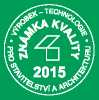 VÝROBEK - TECHNOLOGIE
PRO STAVITELSTVÍ A ARCHITEKTURU
ZNÁMKA KVALITY
2015